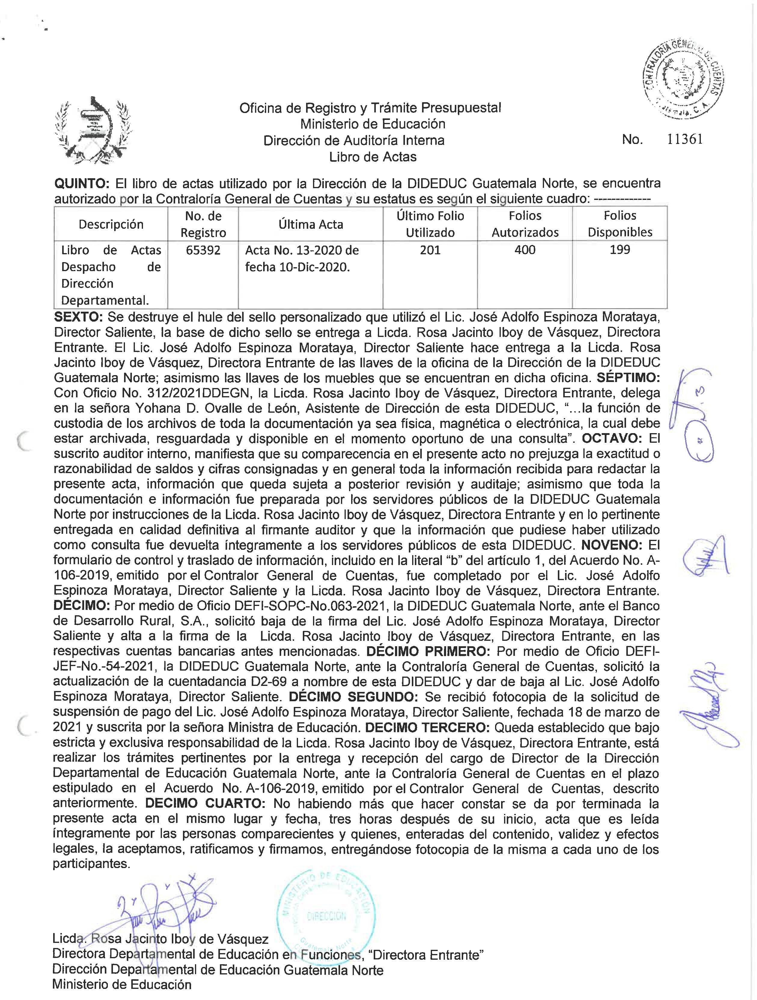 CONTRALORIA GENERAL DE CUENTAS
C. A.
Oficina de Registro y Trámite Presupuestal
Ministerio de Educación
Dirección de Auditoría Interna
Libro de Actas
No. 11361
QUINTO: El libro de actas utilizado por la Dirección de la DIDEDUC Guatemala Norte, se encuentra
autorizado por la Contraloría General de Cuentas y su estatus es según el siguiente cuadro: -------------
Descripción No. de Registro Última Acta Último Folio Utilizado Folios Autorizados Folios Disponibles
Libro de Actas 65392 Acta No. 13-2020 de 201 400 199
Despacho de fecha 10-Dic-2020.
Dirección
Departamental.
SEXTO: Se destruye el hule del sello personalizado que utilizó el Lic. José Adolfo Espinoza Morataya,
Director Saliente, la base de dicho sello se entrega a Licda. Rosa Jacinto Iboy de Vásquez, Directora
Entrante. El Lic. José Adolfo Espinoza Morataya, Director Saliente hace entrega a la Licda. Rosa
Jacinto Iboy de Vásquez, Directora Entrante de las llaves de la oficina de la Dirección de la DIDEDUC
Guatemala Norte; asimismo las llaves de los muebles que se encuentran en dicha oficina. SÉPTIMO:
Con Oficio No. 312/2021DDEGN, la Licda. Rosa Jacinto Iboy de Vásquez, Directora Entrante, delega
en la señora Yohana D. Ovalle de León, Asistente de Dirección de esta DIDEDUC, “...la función de
custodia de los archivos de toda la documentación ya sea física, magnética o electrónica, la cual debe
estar archivada, resguardada y disponible en el momento oportuno de una consulta”. OCTAVO: El
suscrito auditor interno, manifiesta que su comparecencia en el presente acto no prejuzga la exactitud o
razonabilidad de saldos y cifras consignadas y en general toda la información recibida para redactar la
presente acta, información que queda sujeta a posterior revisión y auditaje; asimismo que toda la
documentación e información fue preparada por los servidores públicos de la DIDEDUC Guatemala
Norte por instrucciones de la Licda. Rosa Jacinto Iboy de Vásquez, Directora Entrante y en lo pertinente
entregada en calidad definitiva al firmante auditor y que la información que pudiese haber utilizado
como consulta fue devuelta íntegramente a los servidores públicos de esta DIDEDUC. NOVENO: El
formulario de control y traslado de información, incluido en la literal “b” del artículo 1, del Acuerdo No. A-
106-2019, emitido por el Contralor General de Cuentas, fue completado por el Lic. José Adolfo
Espinoza Morataya, Director Saliente y la Licda. Rosa Jacinto Iboy de Vásquez, Directora Entrante.
DÉCIMO: Por medio de Oficio DEFI-SOPC-No.063-2021, la DIDEDUC Guatemala Norte, ante el Banco
de Desarrollo Rural, S.A., solicitó baja de la firma del Lic. José Adolfo Espinoza Morataya, Director
Saliente y alta a la firma de la Licda. Rosa Jacinto Iboy de Vásquez, Directora Entrante, en las
respectivas cuentas bancarias antes mencionadas. DÉCIMO PRIMERO: Por medio de Oficio DEFI-
JEF-No.-54-2021, la DIDEDUC Guatemala Norte, ante la Contraloría General de Cuentas, solicitó la
actualización de la cuentadancia D2-69 a nombre de esta DIDEDUC y dar de baja al Lic. José Adolfo
Espinoza Morataya, Director Saliente. DÉCIMO SEGUNDO: Se recibió fotocopia de la solicitud de
suspensión de pago del Lic. José Adolfo Espinoza Morataya, Director Saliente, fechada 18 de marzo de
2021 y suscrita por la señora Ministra de Educación. DECIMO TERCERO: Queda establecido que bajo
estricta y exclusiva responsabilidad de la Licda. Rosa Jacinto Iboy de Vásquez, Directora Entrante, está
realizar los trámites pertinentes por la entrega y recepción del cargo de Director de la Dirección
Departamental de Educación Guatemala Norte, ante la Contraloría General de Cuentas en el plazo
estipulado en el Acuerdo No. A-106-2019, emitido por el Contralor General de Cuentas, descrito
anteriormente. DECIMO CUARTO: No habiendo más que hacer constar se da por terminada la
presente acta en el mismo lugar y fecha, tres horas después de su inicio, acta que es leída
íntegramente por las personas comparecientes y quienes, enteradas del contenido, validez y efectos
legales, la aceptamos, ratificamos y firmamos, entregándose fotocopia de la misma a cada uno de los
participantes.
MINISTERIO DE EDUCACIÓN
DIRECCIÓN
Guatemala Norte
Licda. Rosa Jacinto Iboy de Vásquez
Directora Departamental de Educación en Funciones, “Directora Entrante”
Dirección Departamental de Educación Guatemala Norte
Ministerio de Educación